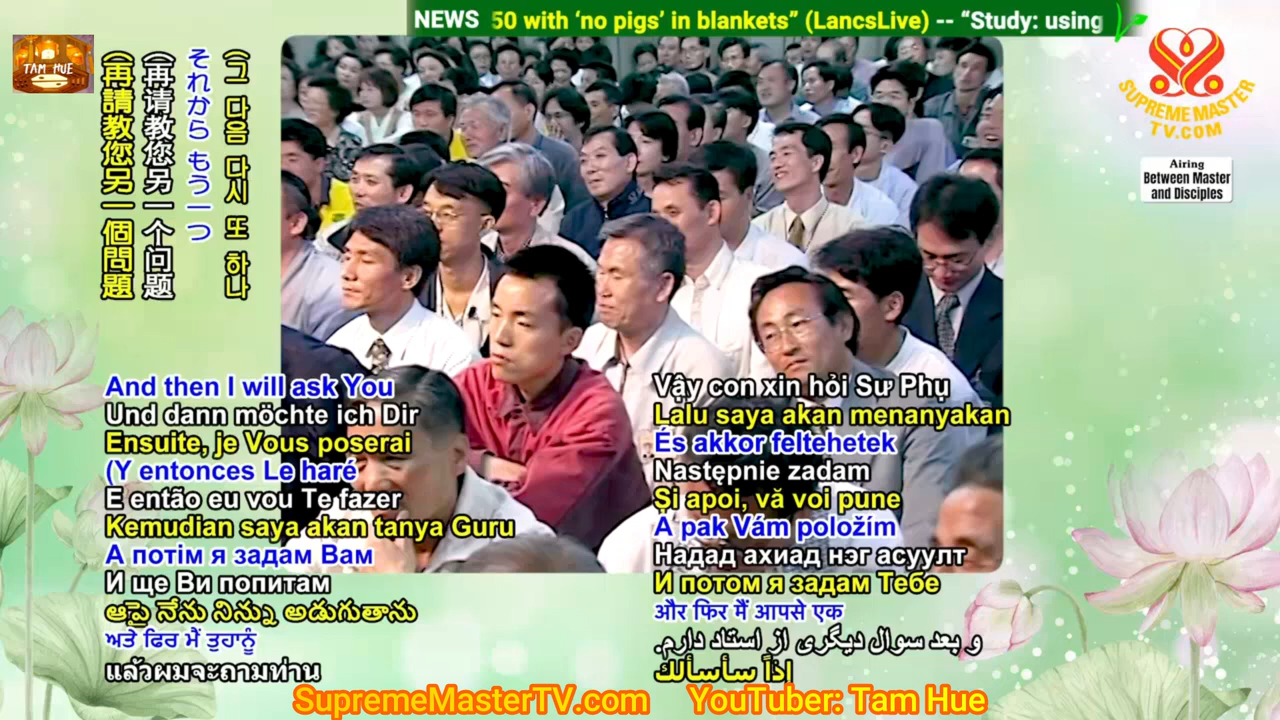 NEWS 50 with ‘no pigs’ in blankets” (LancsLive) -- “Study: using
TAM HUE
SUPREME MASTER
TV.COM
Airing
Between Master
and Disciples
(그 다음 다시 또 하나
それから もう一つ
(再请教您另一个问题
(再請教您另一個問題
And then I will ask You
Und dann möchte ich Dir
Ensuite, je Vous poserai
(Y entonces Le haré
E então eu vou Te fazer
Kemudian saya akan tanya Guru
А потім я задам Вам
И ще Ви попитам
ఆపై నేను నిన్ను అడుగుతాను
ਅਤੇ ਫਿਰ ਮੈਂ ਤੁਹਾਨੂੰ
แล้วผมจะถามท่าน
Vậy con xin hỏi Sư Phụ
Lalu saya akan menanyakan
És akkor feltehetek
Następnie zadam
Și apoi, vă voi pune
A pak Vám položím
Надад ахиад нэг асуулт
И потом я задам Тебе
और फिर मैं आपसे एक
و بعد سوال دیگری از استاد دارم.
إذاً سأسألك
SupremeMasterTV.com YouTuber: Tam Hue